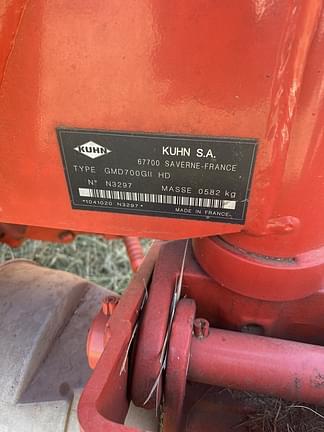 KUHN
KUHN S.A.
67700 SAVERNE-FRANCE
TYPE GMD700GII HD
N° N3297 MASSE 0582 kg
*1041020 N3297*
MADE IN FRANCE